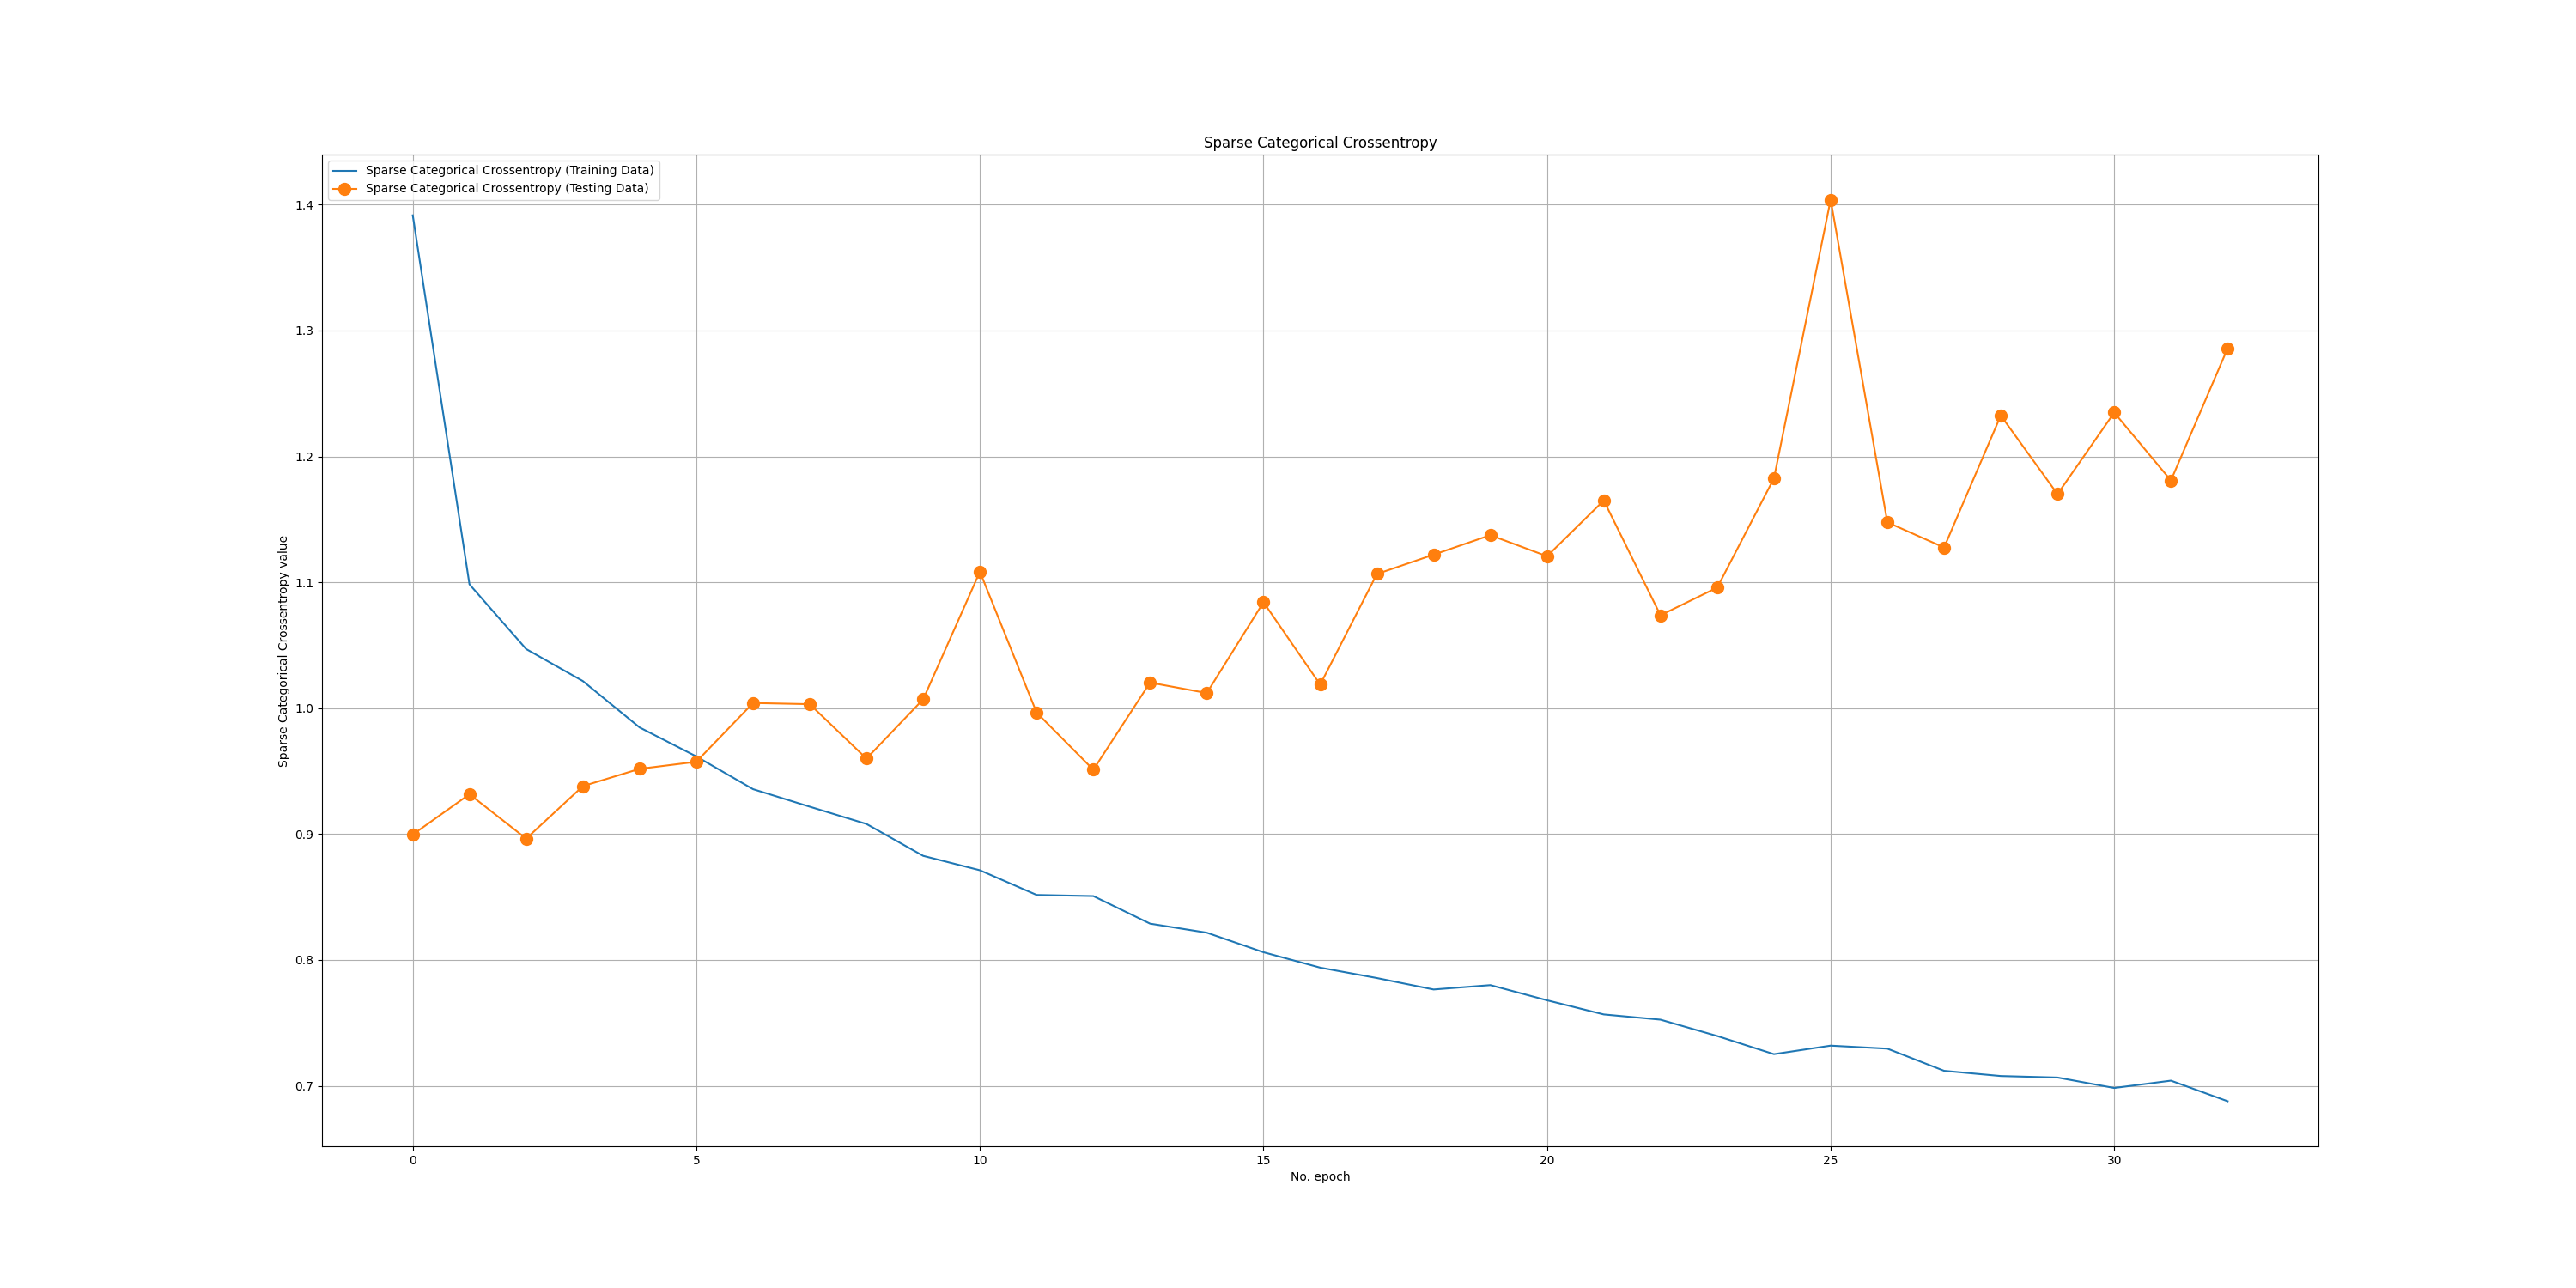 Sparse Categorical Crossentropy
Sparse Categorical Crossentropy (Training Data)
Sparse Categorical Crossentropy (Testing Data)
1.4
1.3
1.2
1.1
1.0
0.9
0.8
0.7
Sparse Categorical Crossentropy value
0 5 10 15 20 25 30
No. epoch